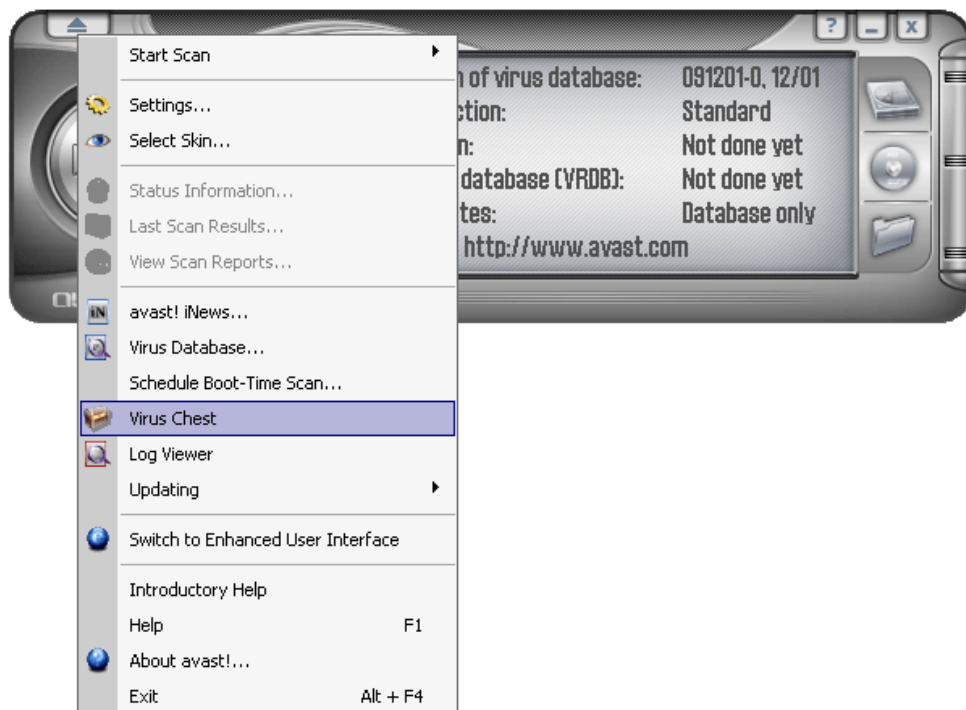 ? _ x
Start Scan
n of virus database: 091201-0, 12/01
Settings...
ction: Standard
Select Skin...
n: Not done yet
Status Information...
database (VRDB): Not done yet
Last Scan Results...
tes: Database only
View Scan Reports...
http://www.avast.com
iN avast! iNews...
Virus Database...
Schedule Boot-Time Scan...
Virus Chest
Log Viewer
Updating
Switch to Enhanced User Interface
Introductory Help
Help F1
About avast!...
Exit Alt + F4